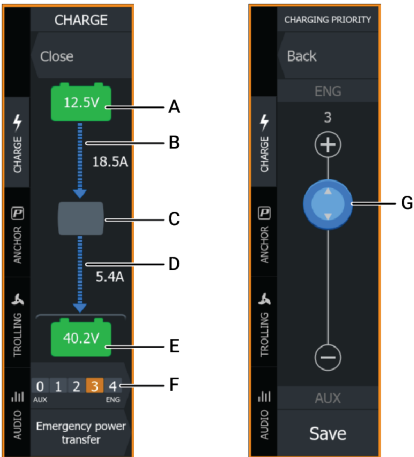 CHARGE
Close
12.5V
A
B
18.5A
C
D
5.4A
40.2V
E
0 1 2 3 4
F
AUX ENG
Emergency power
transfer
CHARGE
ANCHOR
TROLLING
AUDIO
CHARGING PRIORITY
Back
ENG
3
G
AUX
Save
CHARGE
ANCHOR
TROLLING
AUDIO